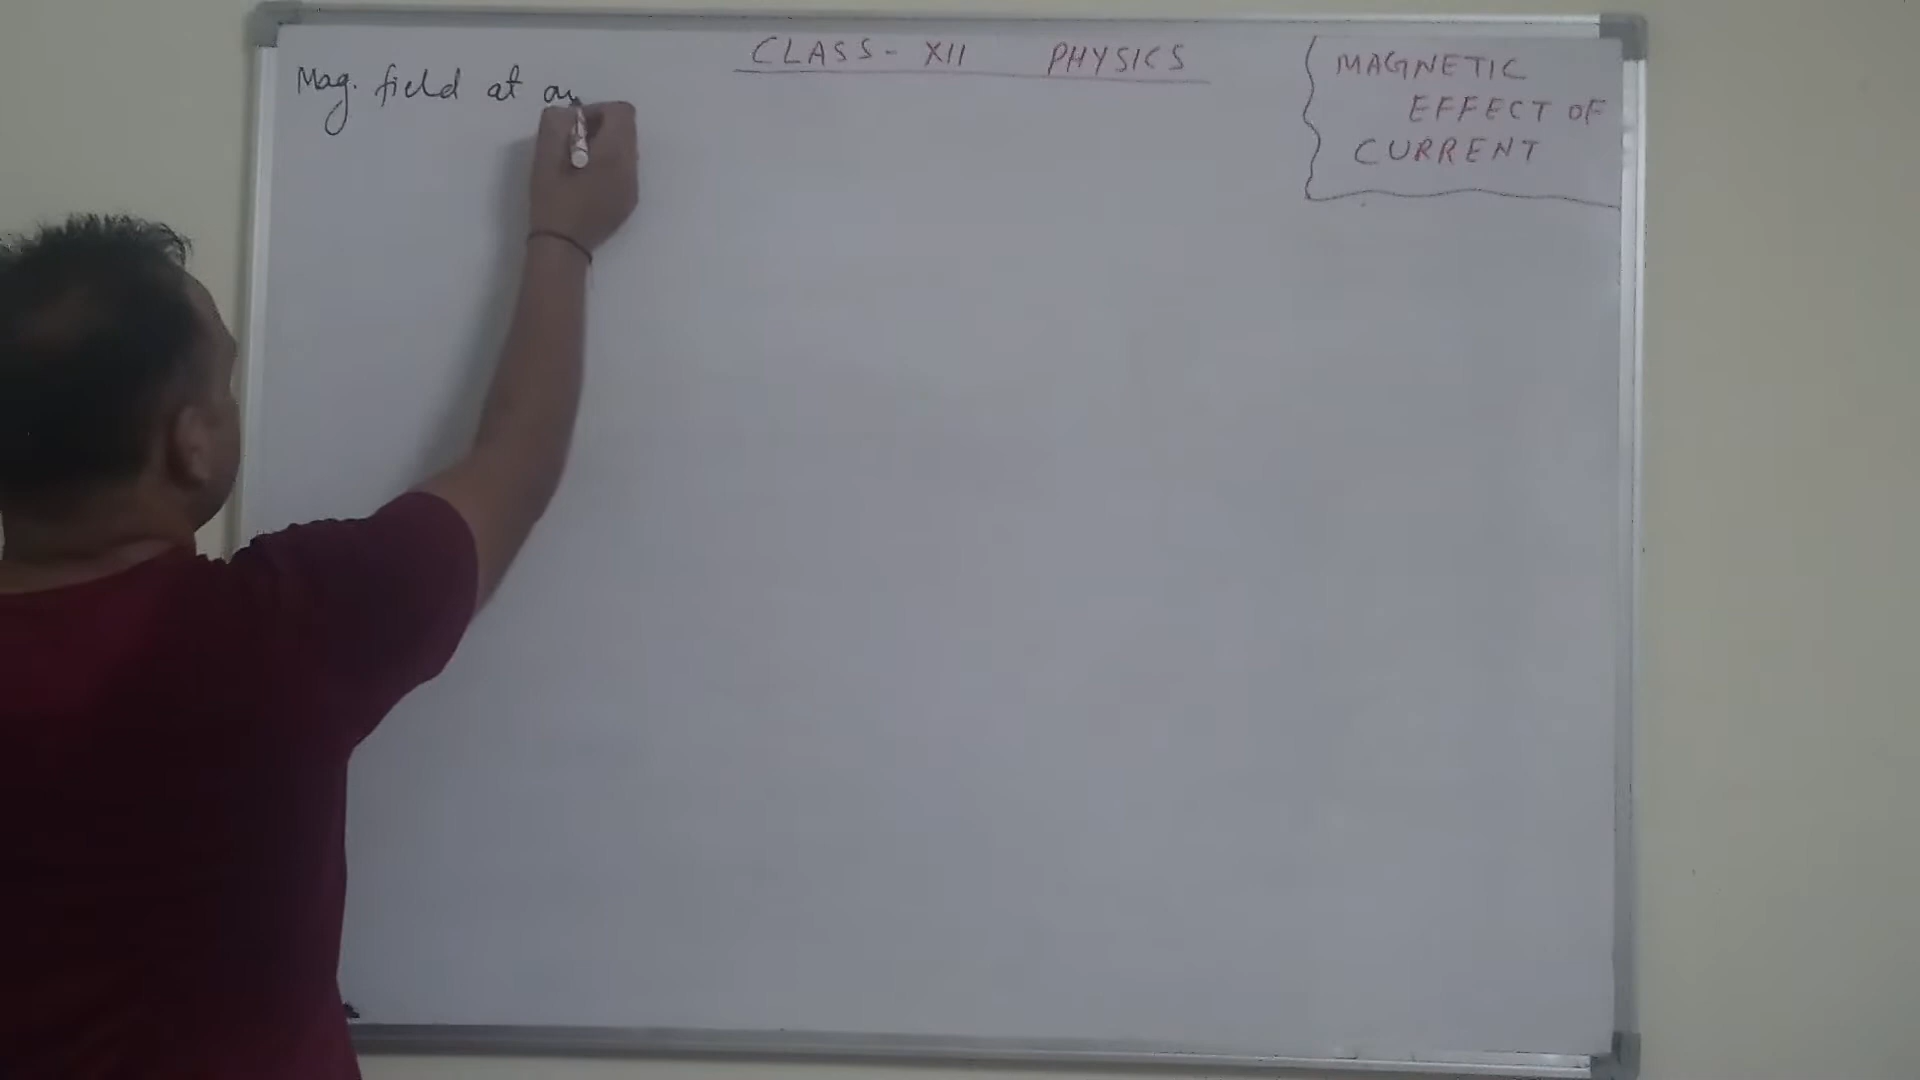 CLASS- XII PHYSICS
Mag. field at
MAGNETIC
EFFECT OF
CURRENT